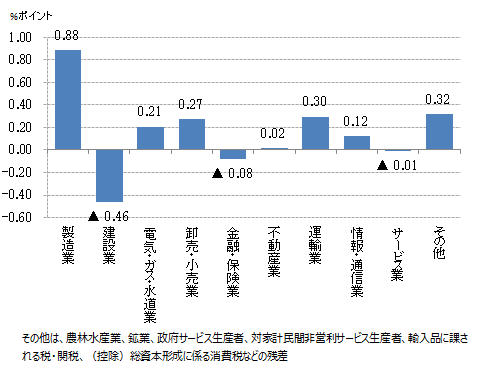 %ポイント
1.00
0.80
0.60
0.40
0.20
0.00
−0.20
−0.40
−0.60
0.88
▲ 0.46
0.21
0.27
▲ 0.08
0.02
0.30
0.12
▲ 0.01
0.32
製造業
建設業
電気・ガス・水道業
卸売・小売業
金融・保険業
不動産業
運輸業
情報・通信業
サービス業
その他
その他は、農林水産業、鉱業、政府サービス生産者、対家計民間非営利サービス生産者、輸入品に課さ
れる税・関税、（控除）総資本形成に係る消費税などの残差